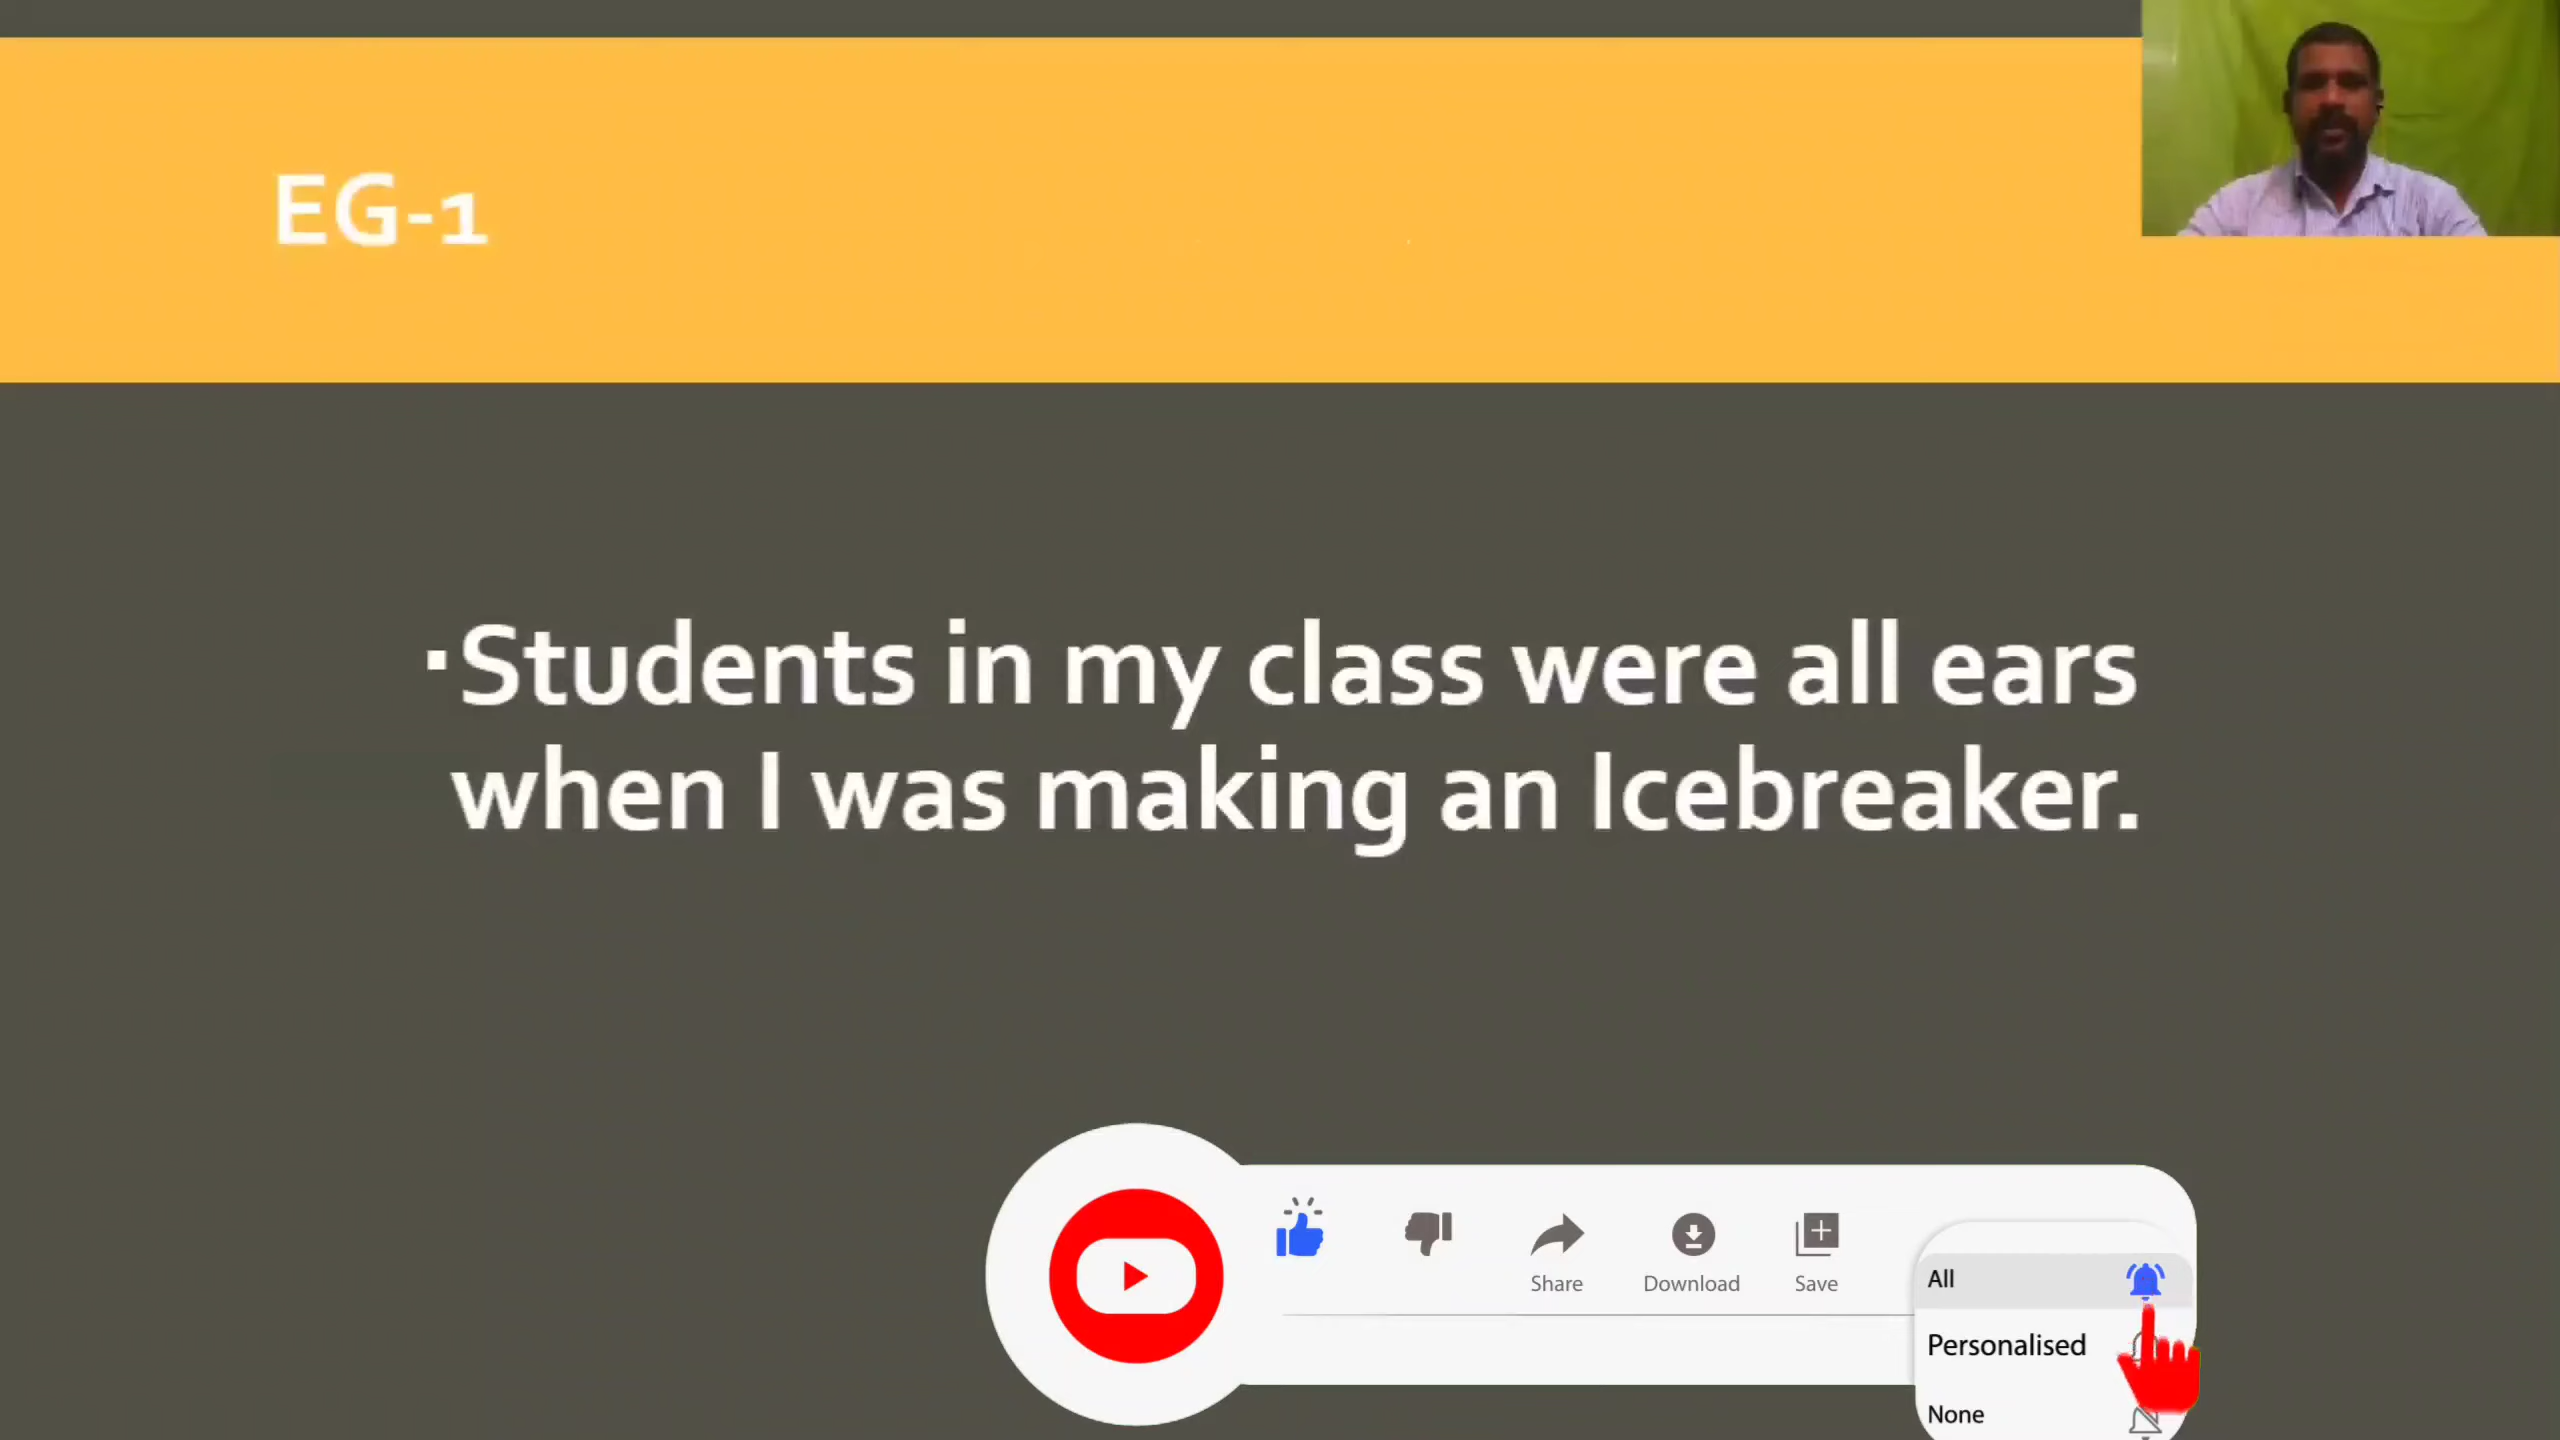 EG-1
▪Students in my class were all ears
when I was making an Icebreaker.
Share
Download
Save
All
Personalised
None